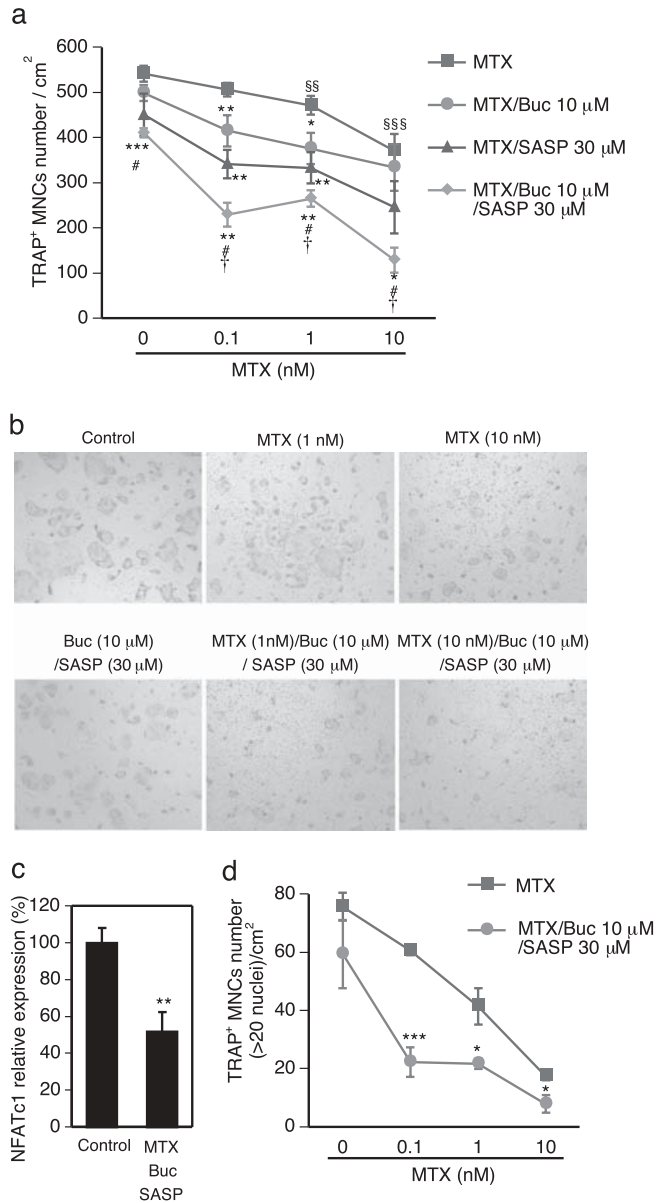 a
TRAP⁺ MNCs number / cm²
600
500
400
300
200
100
0
***
#
**
**
**
#
†
§§
*
**
**
#
†
§§§
*
#
†
0 0.1 1 10
MTX (nM)
MTX
MTX/Buc 10 μM
MTX/SASP 30 μM
MTX/Buc 10 μM
/SASP 30 μM
b
Control
MTX (1 nM)
MTX (10 nM)
Buc (10 μM)
/SASP (30 μM)
MTX (1nM)/Buc (10 μM)
/ SASP (30 μM)
MTX (10 nM)/Buc (10 μM)
/SASP (30 μM)
c
NFATc1 relative expression (%)
120
100
80
60
40
20
0
**
Control
MTX
Buc
SASP
d
TRAP⁺ MNCs number
(>20 nuclei)/cm²
80
60
40
20
0
***
*
*
0 0.1 1 10
MTX (nM)
MTX
MTX/Buc 10 μM
/SASP 30 μM